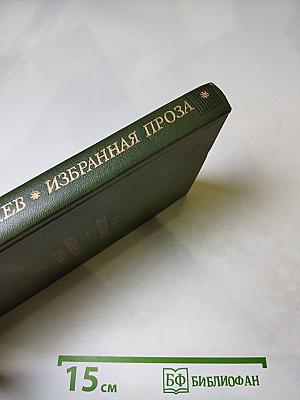 ЕВ * ИЗБРАННАЯ ПРОЗА *
15 см
БФ БИБЛИОФАН